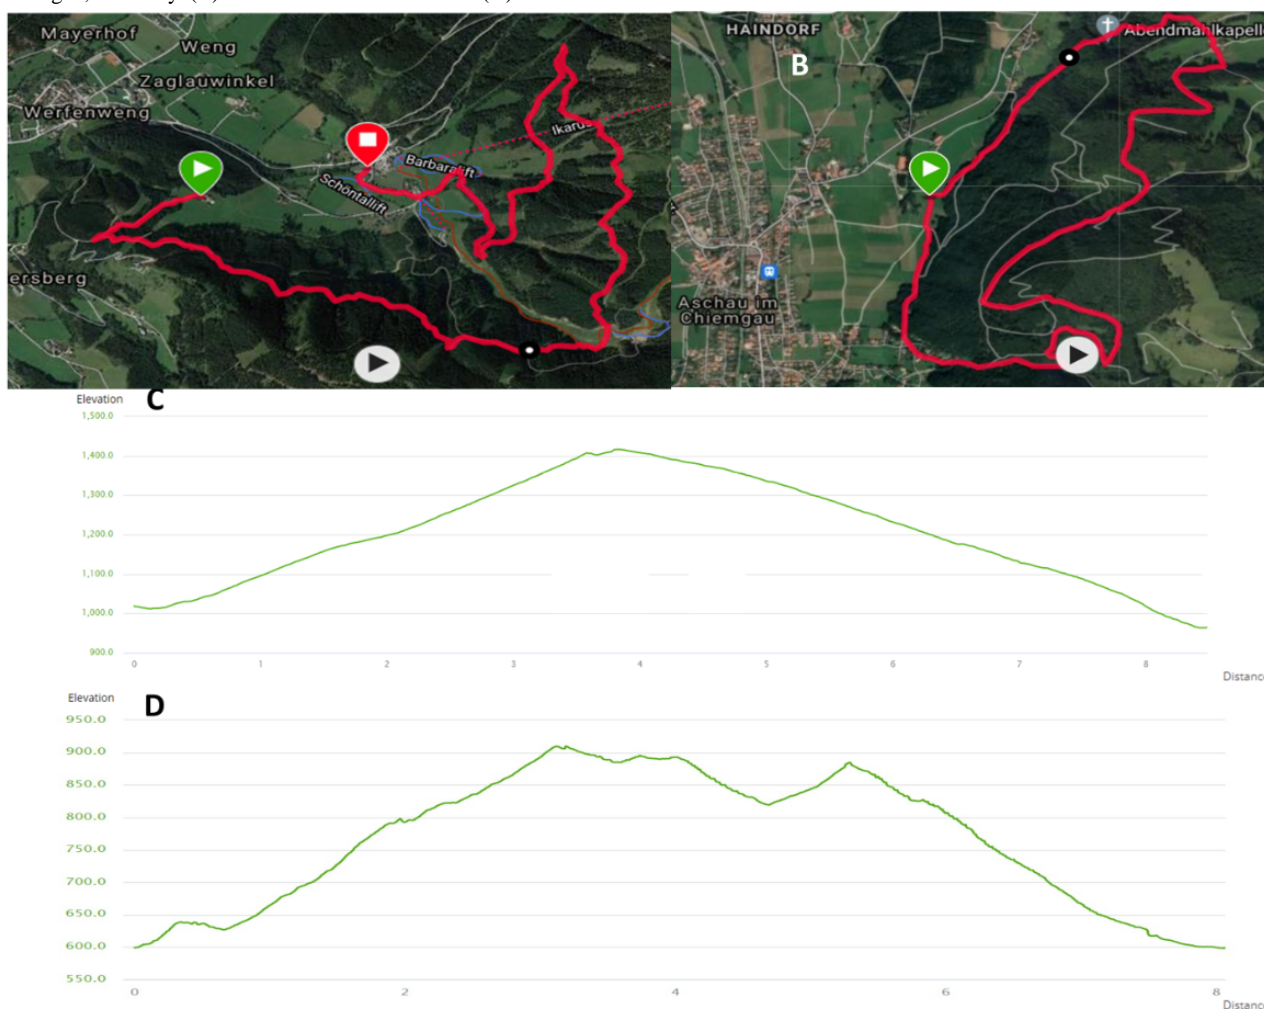 Mayerhof
Weng
Zaglauwinkel
Werfenweng
Barbaralift
Schöntallift
ersberg
HAINDORF
B
Abendmahlkapelle
Aschau im
Chiemgau
Elevation
C
1,500.0
1,400.0
1,300.0
1,200.0
1,100.0
1,000.0
900.0
0 1 2 3 4 5 6 7 8
Distance
Elevation
D
950.0
900.0
850.0
800.0
750.0
700.0
650.0
600.0
550.0
0 2 4 6 8
Distance